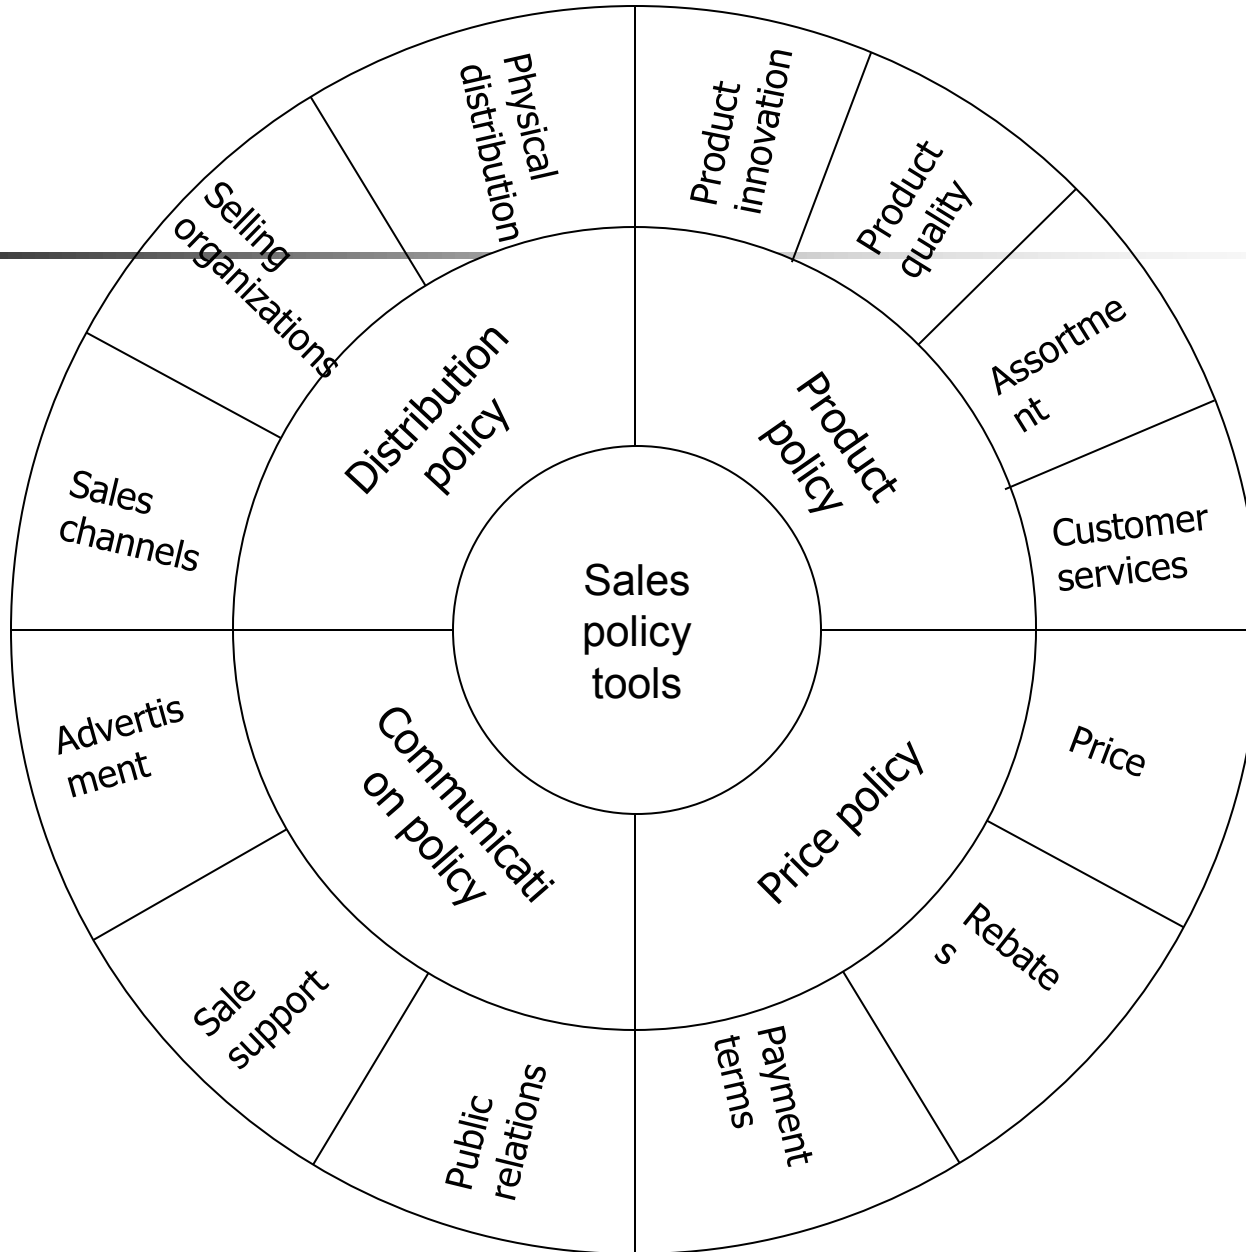 Physical
distribution
Product
innovation
Product
quality
Selling
organizations
Assortme
nt
Distribution
policy
Product
policy
Sales
channels
Customer
services
Sales
policy
tools
Advertis
ment
Communicati
on policy
Price policy
Price
Rebate
s
Sale
support
Payment
terms
Public
relations